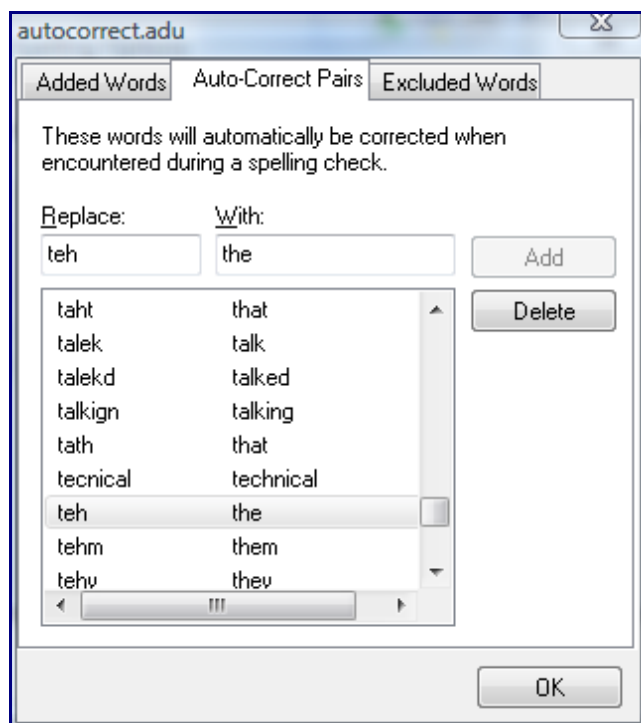 autocorrect.adu
Added Words Auto-Correct Pairs Excluded Words
These words will automatically be corrected when
encountered during a spelling check.
Replace: With:
teh the Add
Delete
taht that
talek talk
talekd talked
talkign talking
tath that
tecnical technical
teh the
tehm them
tehy they
OK